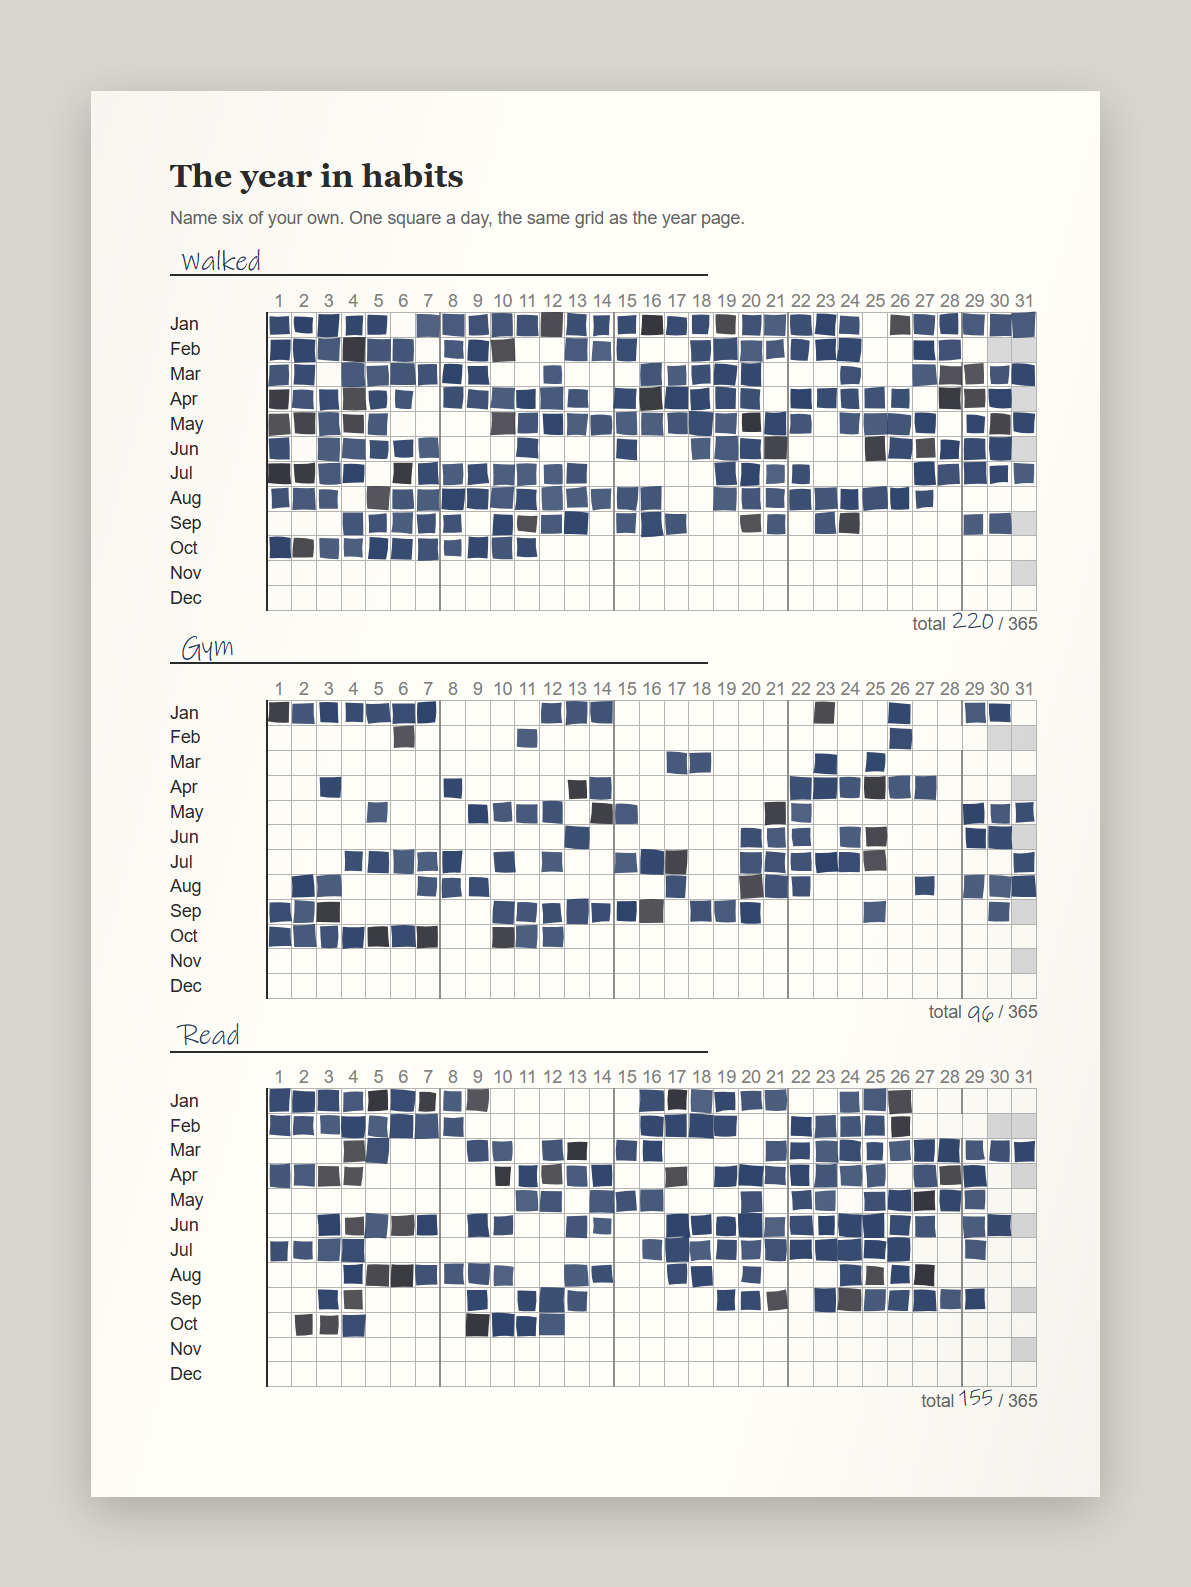 The year in habits
Name six of your own. One square a day, the same grid as the year page.
Walked
1 2 3 4 5 6 7 8 9 10 11 12 13 14 15 16 17 18 19 20 21 22 23 24 25 26 27 28 29 30 31
Jan
Feb
Mar
Apr
May
Jun
Jul
Aug
Sep
Oct
Nov
Dec
total 220 / 365
Gym
1 2 3 4 5 6 7 8 9 10 11 12 13 14 15 16 17 18 19 20 21 22 23 24 25 26 27 28 29 30 31
Jan
Feb
Mar
Apr
May
Jun
Jul
Aug
Sep
Oct
Nov
Dec
total 96 / 365
Read
1 2 3 4 5 6 7 8 9 10 11 12 13 14 15 16 17 18 19 20 21 22 23 24 25 26 27 28 29 30 31
Jan
Feb
Mar
Apr
May
Jun
Jul
Aug
Sep
Oct
Nov
Dec
total 155 / 365